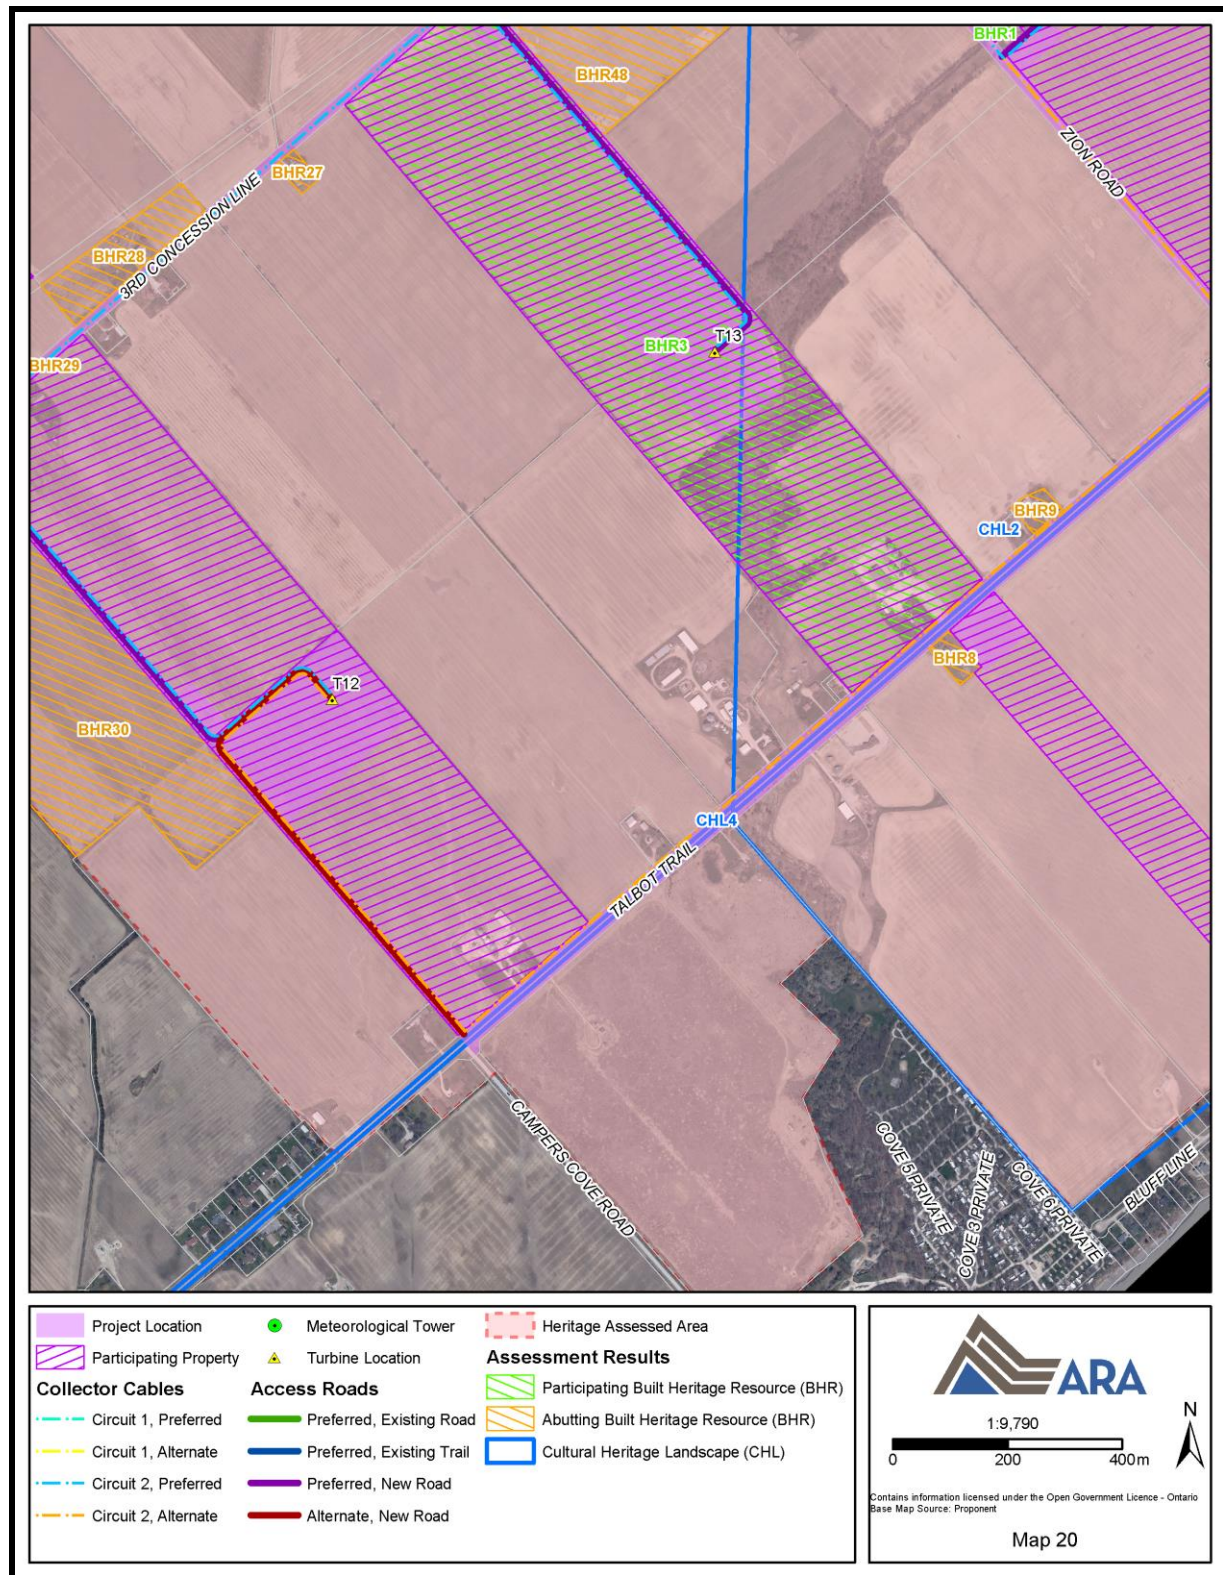 BHR1
BHR48
ZION ROAD
BHR27
3RD CONCESSION LINE
BHR28
T13
BHR3
BHR29
BHR9
CHL2
BHR8
T12
BHR30
CHL4
TALBOT TRAIL
CAMPERS COVE ROAD
COVE 5 PRIVATE
COVE 3 PRIVATE
COVE 6 PRIVATE
BLUFF LINE
Project Location
Participating Property
Collector Cables
Circuit 1, Preferred
Circuit 1, Alternate
Circuit 2, Preferred
Circuit 2, Alternate
Meteorological Tower
Turbine Location
Access Roads
Preferred, Existing Road
Preferred, Existing Trail
Preferred, New Road
Alternate, New Road
Heritage Assessed Area
Assessment Results
Participating Built Heritage Resource (BHR)
Abutting Built Heritage Resource (BHR)
Cultural Heritage Landscape (CHL)
ARA
1:9,790
N
0 200 400m
Contains information licensed under the Open Government Licence - Ontario
Base Map Source: Proponent
Map 20